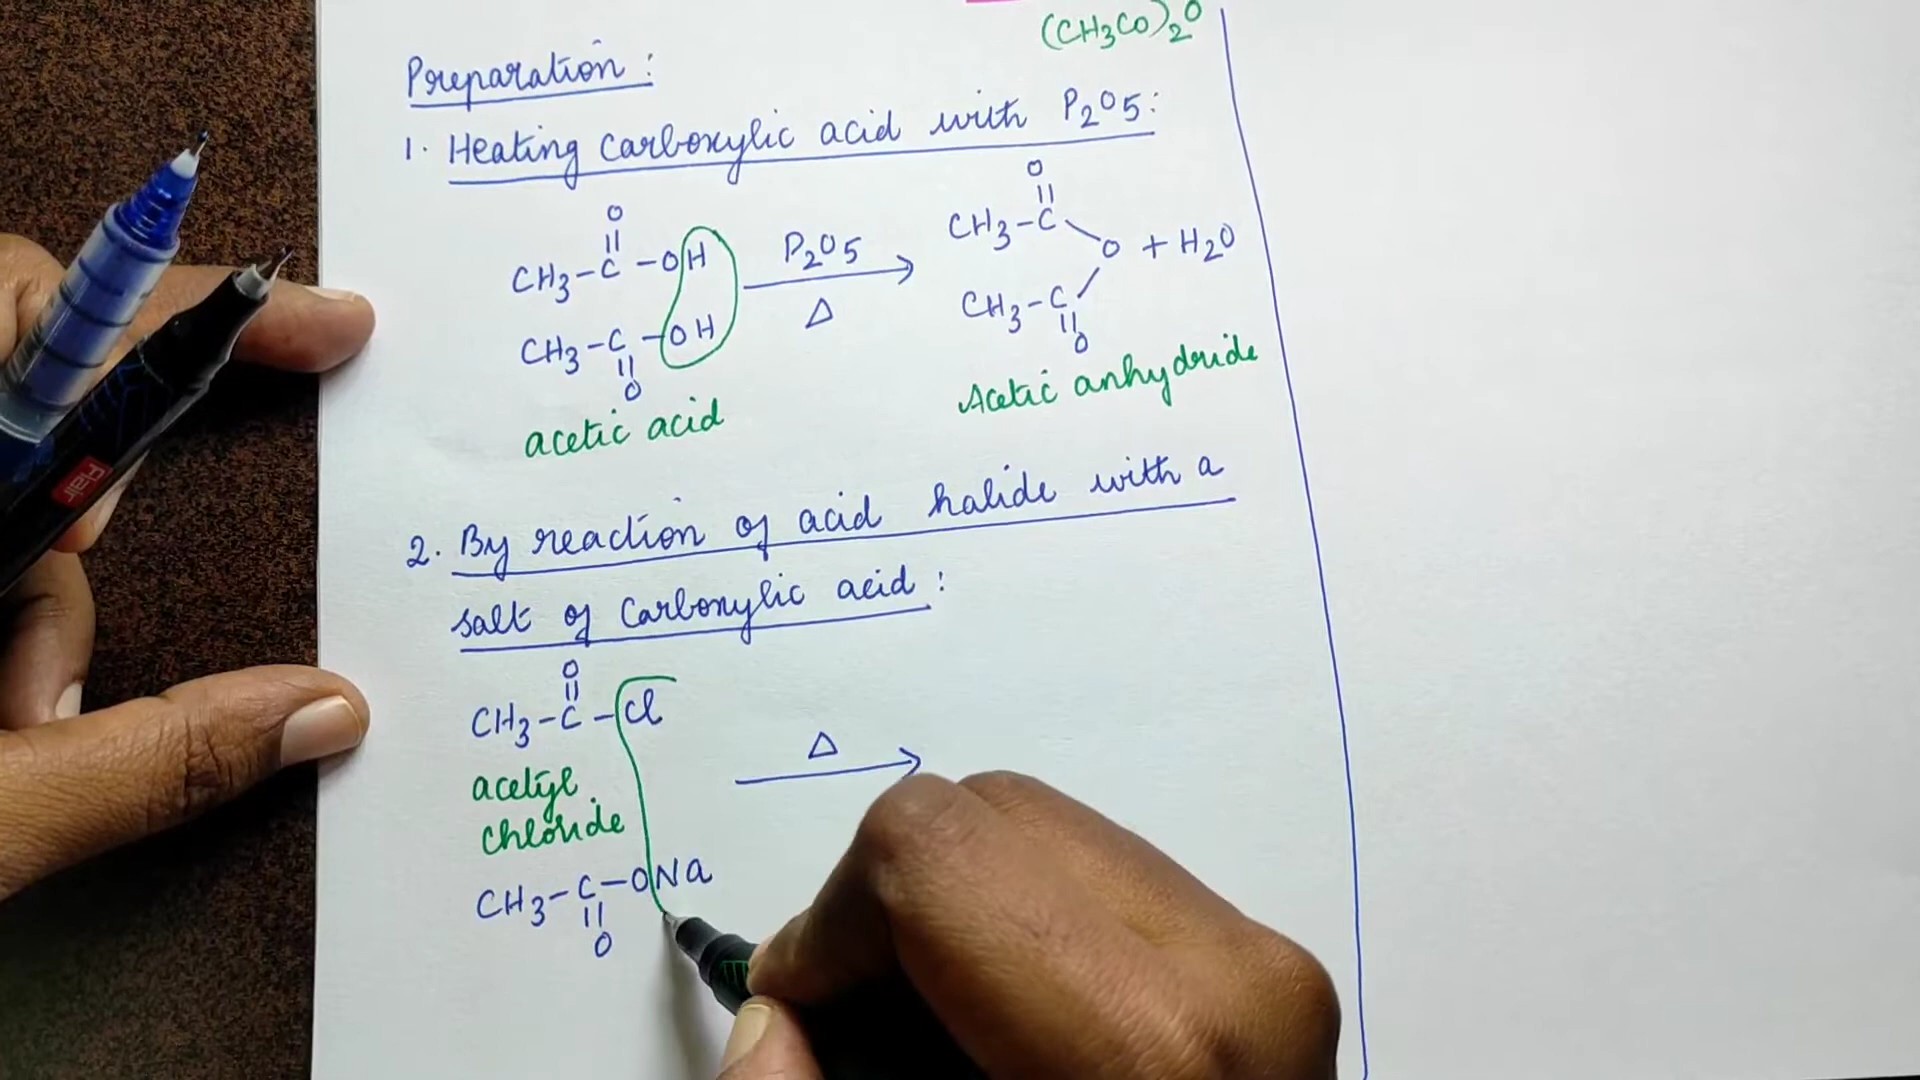 (CH3CO)2O
Preparation :
1. Heating carboxylic acid with P2O5:
O
||
CH3-C-OH
CH3-C-OH
||
O
P2O5
△
O
||
CH3-C
O + H2O
CH3-C
||
O
acetic acid
Acetic anhydride
2. By reaction of acid halide with a
salt of Carboxylic acid :
O
||
CH3-C-Cl
acetyl
chloride
CH3-C-ONa
||
O
△
Flair